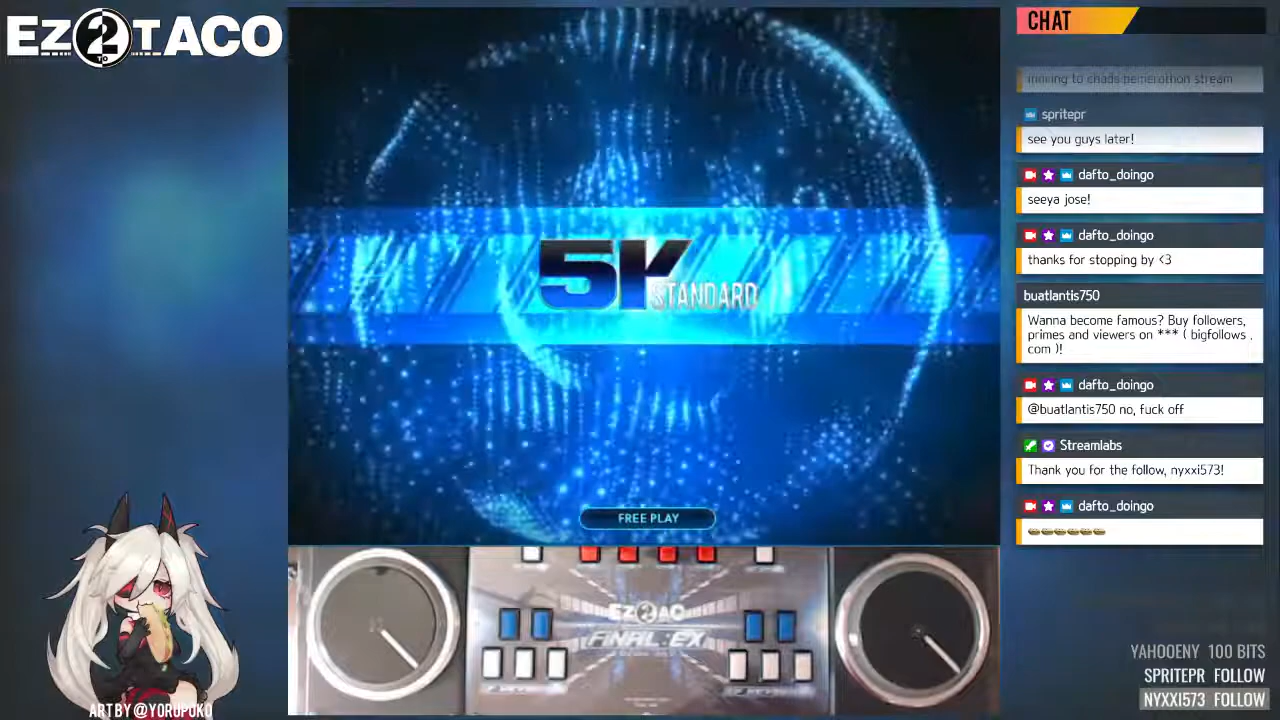 EZ2TACO
5K STANDARD
FREE PLAY
EZ2AC
FINAL:EX
ART BY @YORUPOKO
CHAT
spritepr
see you guys later!
dafto_doingo
seeya jose!
dafto_doingo
thanks for stopping by <3
buatlantis750
Wanna become famous? Buy followers,
primes and viewers on *** ( bigfollows .
com )!
dafto_doingo
@buatlantis750 no, fuck off
Streamlabs
Thank you for the follow, nyxxi573!
dafto_doingo
YAHOOENY 100 BITS
SPRITEPR FOLLOW
NYXXI573 FOLLOW